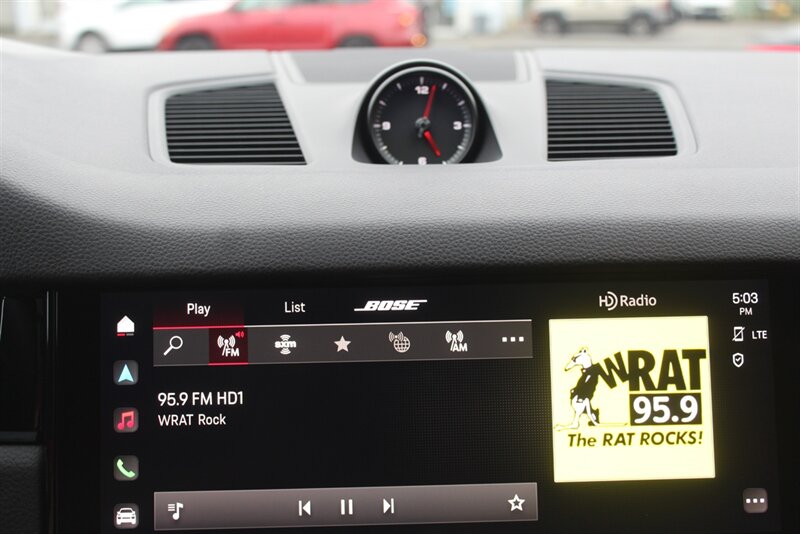 12
9 3
6
Play List BOSE HD Radio 5:03
PM
FM sxm AM LTE
95.9 FM HD1
WRAT Rock
WRAT
95.9
The RAT ROCKS!